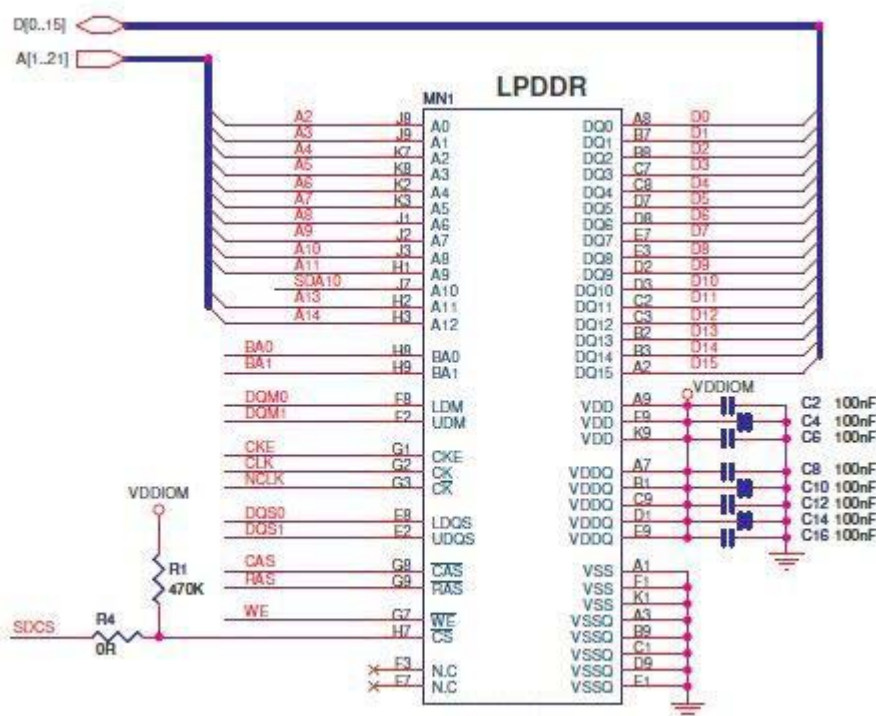 D[0..15]
A[1..21]
LPDDR
MN1
A2 J8 A0 DQ0 A8 D0
A3 J9 A1 DQ1 B7 D1
A4 K7 A2 DQ2 B8 D2
A5 K8 A3 DQ3 C7 D3
A6 K2 A4 DQ4 C8 D4
A7 K3 A5 DQ5 D7 D5
A8 J1 A6 DQ6 D8 D6
A9 J2 A7 DQ7 E7 D7
A10 J3 A8 DQ8 E3 D8
A11 H1 A9 DQ9 D2 D9
SDA10 J7 A10 DQ10 D3 D10
A13 H2 A11 DQ11 C2 D11
A14 H3 A12 DQ12 C3 D12
DQ13 B2 D13
BA0 H8 BA0 DQ14 B3 D14
BA1 H9 BA1 DQ15 A2 D15
VDDIOM
DQM0 F8 LDM VDD A9 C2 100nF
DQM1 F2 UDM VDD F9 C4 100nF
VDD K9 C6 100nF
CKE G1 CKE
CLK G2 CK VDDQ A7 C8 100nF
NCLK G3 CK VDDQ B1 C10 100nF
VDDIOM
VDDQ C9 C12 100nF
DQS0 E8 LDQS VDDQ D1 C14 100nF
DQS1 E2 UDQS VDDQ E9 C16 100nF
CAS G8 CAS VSS A1
RAS G9 RAS VSS F1
R1
470K
VSS K1
WE G7 WE VSSQ A3
SDCS R4 H7 CS VSSQ B9
0R
VSSQ C1
F3 N.C VSSQ D9
F7 N.C VSSQ E1